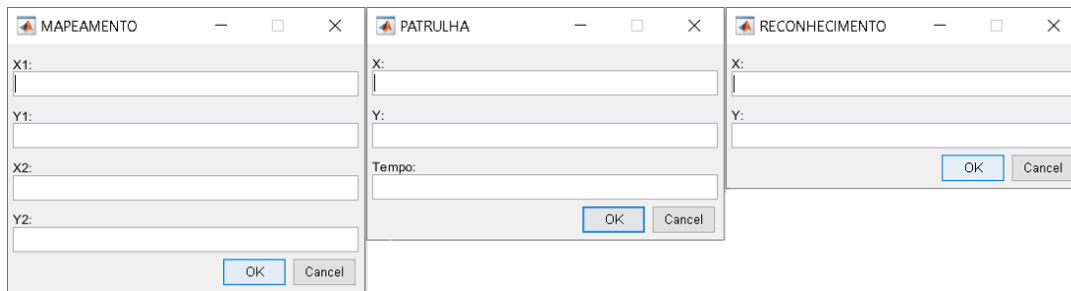 MAPEAMENTO
X1:
Y1:
X2:
Y2:
OK Cancel
PATRULHA
X:
Y:
Tempo:
OK Cancel
RECONHECIMENTO
X:
Y:
OK Cancel